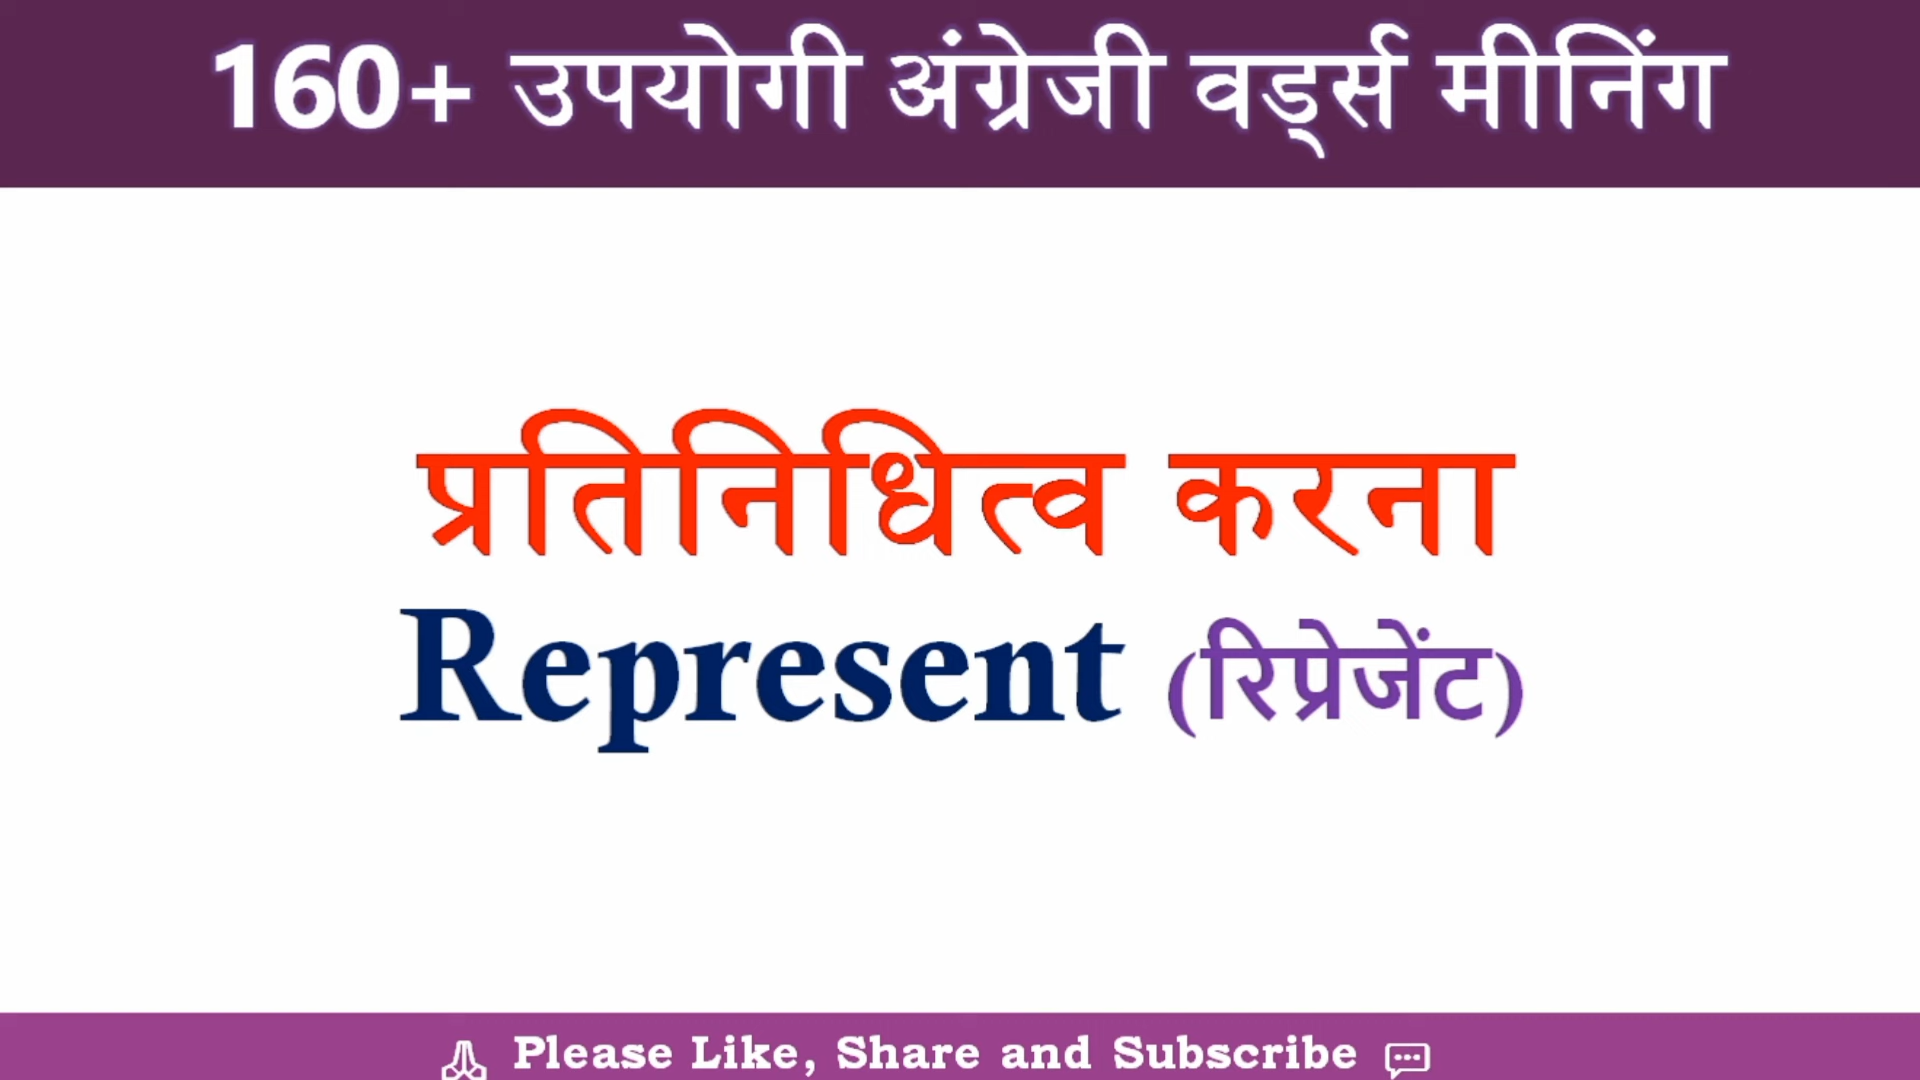 160+ उपयोगी अंग्रेजी वर्ड्स मीनिंग
प्रतिनिधित्व करना
Represent (रिप्रेजेंट)
Please Like, Share and Subscribe